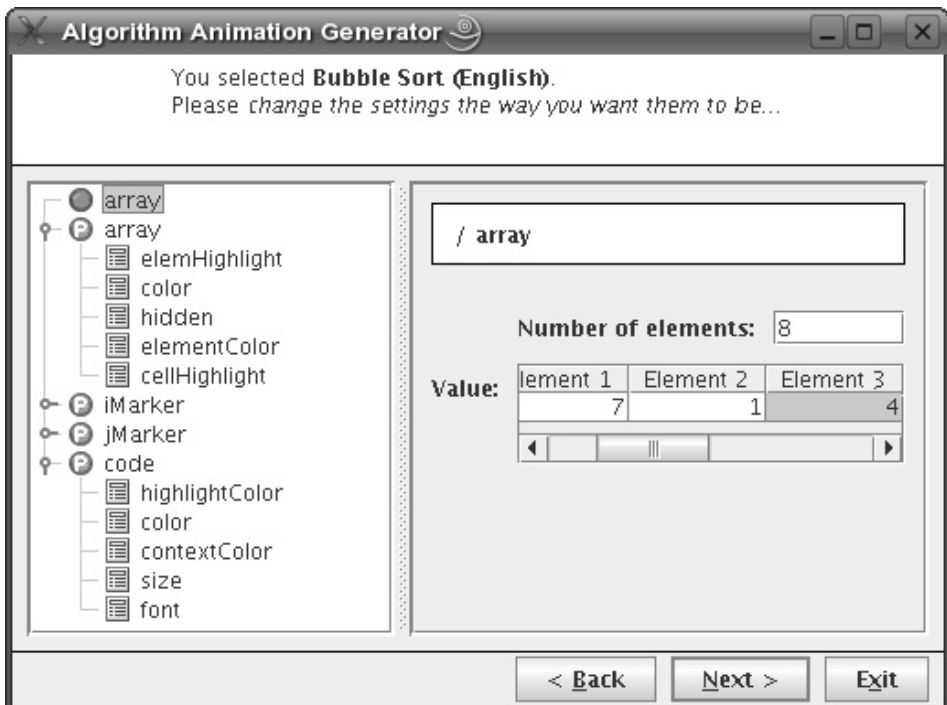 Algorithm Animation Generator
You selected Bubble Sort (English).
Please change the settings the way you want them to be...
array
array
elemHighlight
color
hidden
elementColor
cellHighlight
iMarker
jMarker
code
highlightColor
color
contextColor
size
font
/ array
Number of elements: 8
Value:
lement 1 Element 2 Element 3
7 1 4
< Back Next > Exit